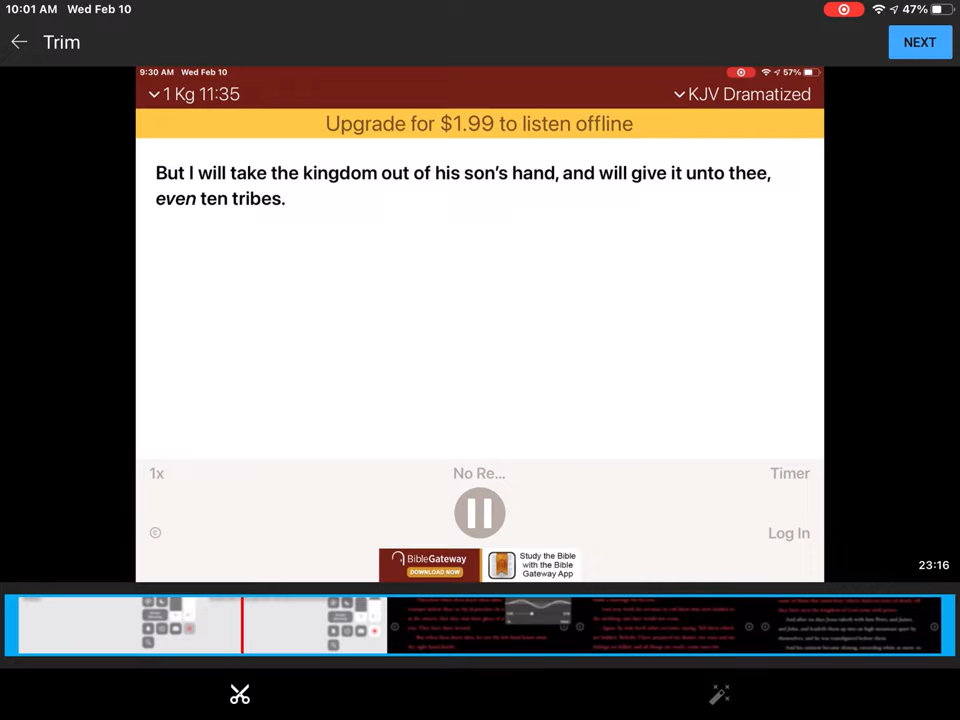 10:01 AM Wed Feb 10
47%
Trim
NEXT
9:30 AM Wed Feb 10
57%
1 Kg 11:35
KJV Dramatized
Upgrade for $1.99 to listen offline
But I will take the kingdom out of his son's hand, and will give it unto thee,
even ten tribes.
1x
No Re...
Timer
©
Log In
BibleGateway
DOWNLOAD NOW
Study the Bible
with the Bible
Gateway App
23:16